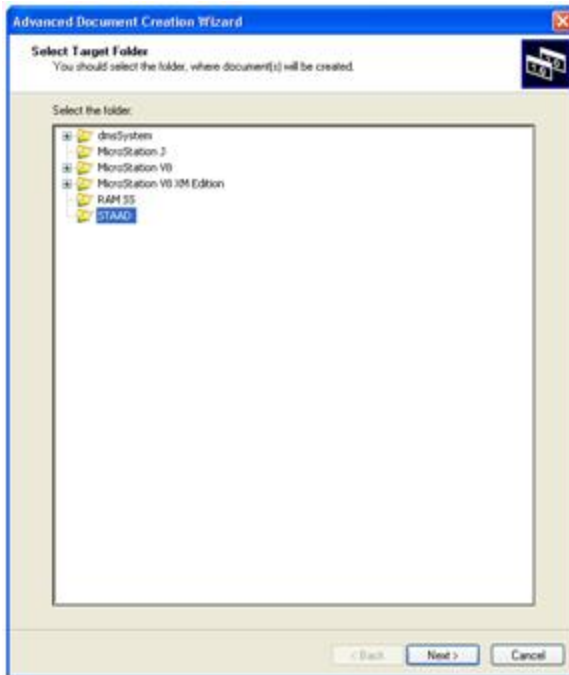 Advanced Document Creation Wizard
Select Target Folder
You should select the folder, where document(s) will be created.
Select the folder:
dmsSystem
MicroStation J
MicroStation V8
MicroStation V8 XM Edition
RAM SS
STAAD
< Back
Next >
Cancel